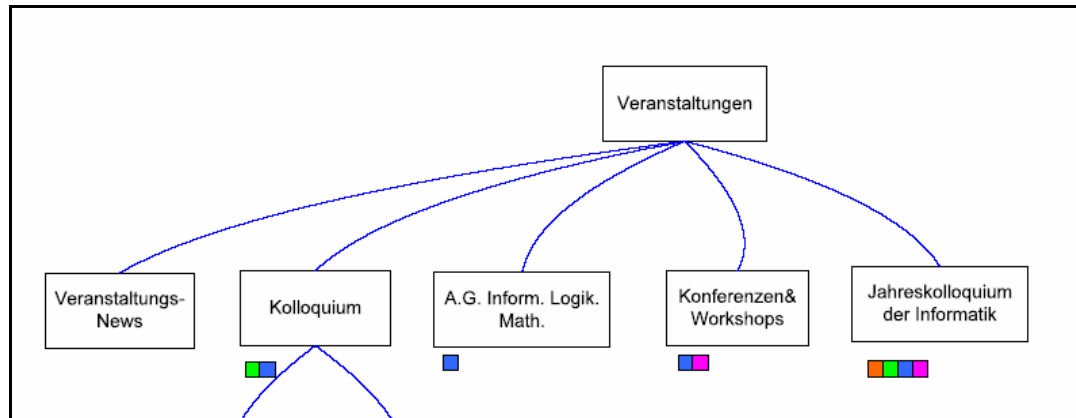 Veranstaltungen
Veranstaltungs-
News
Kolloquium
A.G. Inform. Logik.
Math.
Konferenzen&
Workshops
Jahreskolloquium
der Informatik